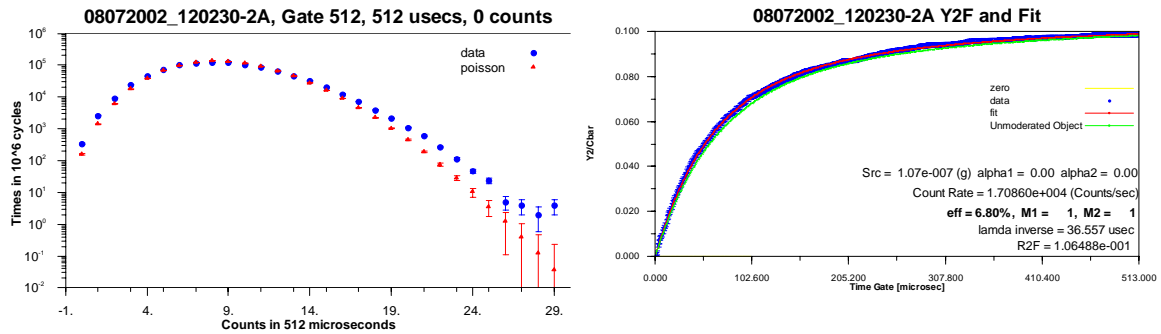 08072002_120230-2A, Gate 512, 512 usecs, 0 counts
10^6
10^5
10^4
10^3
10^2
10^1
10^0
10^-1
10^-2
Times in 10^6 cycles
data
poisson
-1. 4. 9. 14. 19. 24. 29.
Counts in 512 microseconds
08072002_120230-2A Y2F and Fit
0.100
0.080
0.060
0.040
0.020
0.000
Y2/Cbar
zero
data
fit
Unmoderated Object
Src = 1.07e-007 (g) alpha1 = 0.00 alpha2 = 0.00
Count Rate = 1.70860e+004 (Counts/sec)
eff = 6.80%, M1 = 1, M2 = 1
lamda inverse = 36.557 usec
R2F = 1.06488e-001
0.000 102.600 205.200 307.800 410.400 513.000
Time Gate [microsec]